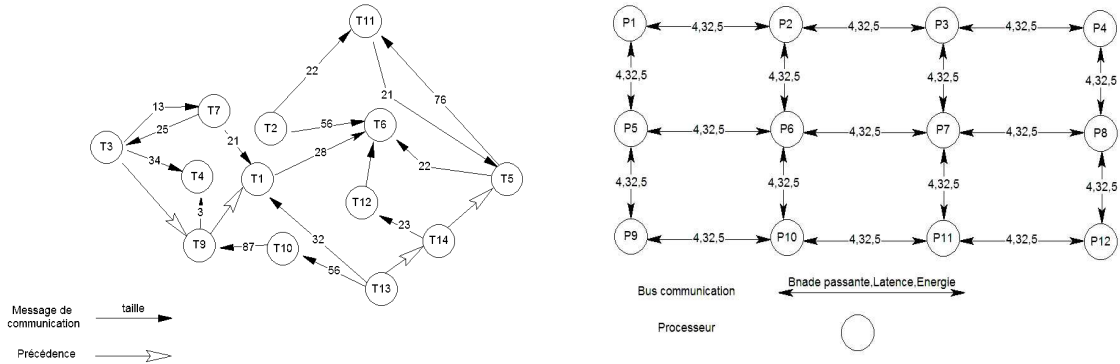 T11
22
21
76
13
T7
25
T2
56
T6
T3
21
34
T4
T1
28
22
T5
T12
3
23
T9
87
T10
32
T14
56
T13
Message de
communication
taille
Précédence
P1
4,32,5
P2
4,32,5
P3
4,32,5
P4
4,32,5
4,32,5
4,32,5
4,32,5
P5
4,32,5
P6
4,32,5
P7
4,32,5
P8
4,32,5
4,32,5
4,32,5
4,32,5
P9
4,32,5
P10
4,32,5
P11
4,32,5
P12
Bus communication
Bnade passante,Latence,Energie
Processeur